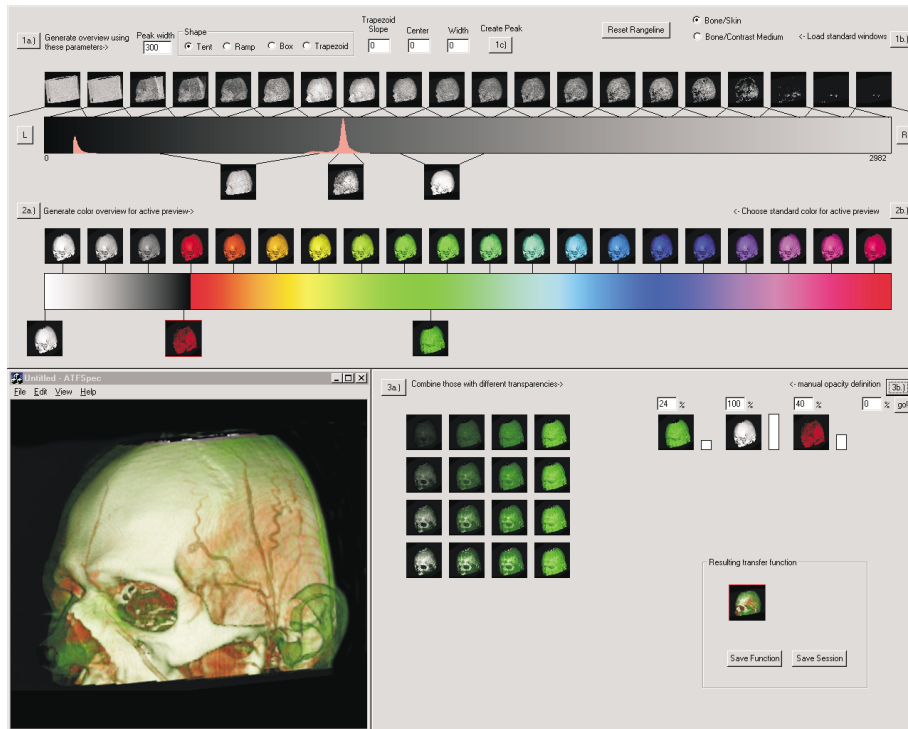 1a.) Generate overview using these parameters-> Peak width 300
Shape
Tent Ramp Box Trapezoid
Trapezoid Slope 0 Center 0 Width 0 Create Peak 1c)
Reset Rangeline
Bone/Skin
Bone/Contrast Medium
<- Load standard windows 1b.)
L
R
0
2982
2a.) Generate color overview for active preview->
<- Choose standard color for active preview 2b.)
Untitled - ATFSpec
File Edit View Help
3a.) Combine those with different transparencies->
<- manual opacity definition 3b.)
24 % 100 % 40 % 0 % go!
Resulting transfer function
Save Function Save Session